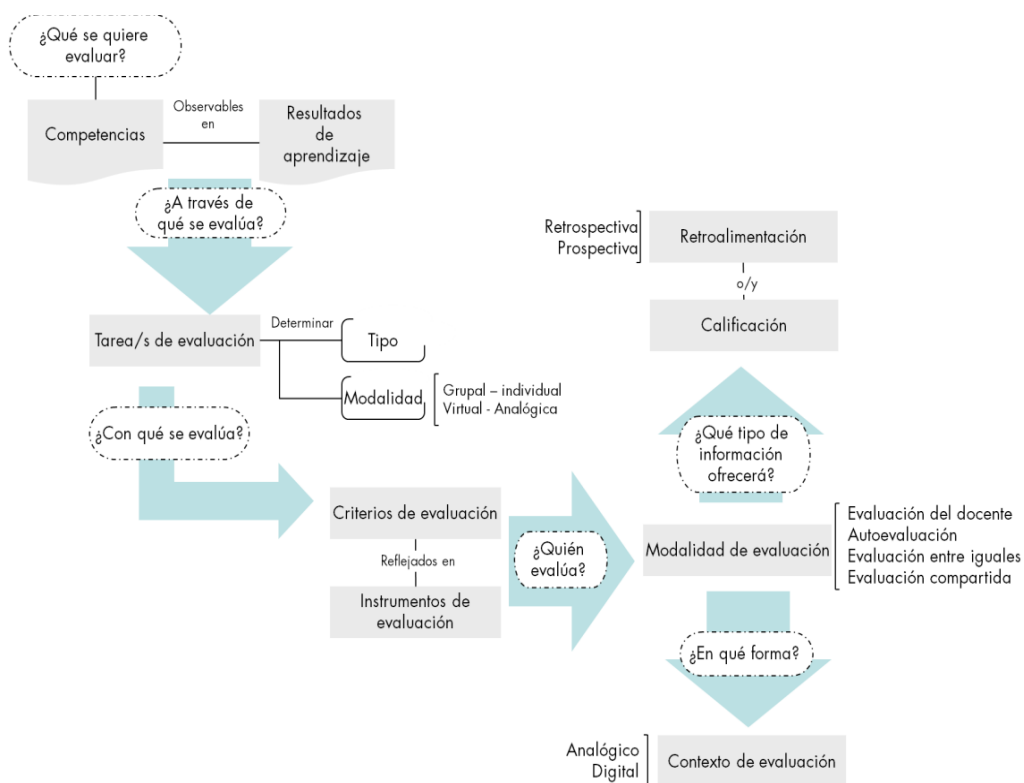 ¿Qué se quiere
evaluar?
Competencias
Observables
en
Resultados
de
aprendizaje
¿A través de
qué se evalúa?
Tarea/s de evaluación
Determinar
Tipo
Modalidad
Grupal – individual
Virtual - Analógica
¿Con qué se evalúa?
Criterios de evaluación
Reflejados en
Instrumentos de
evaluación
¿Quién
evalúa?
Modalidad de evaluación
Evaluación del docente
Autoevaluación
Evaluación entre iguales
Evaluación compartida
¿Qué tipo de
información
ofrecerá?
Calificación
o/y
Retroalimentación
Retrospectiva
Prospectiva
¿En qué forma?
Contexto de evaluación
Analógico
Digital